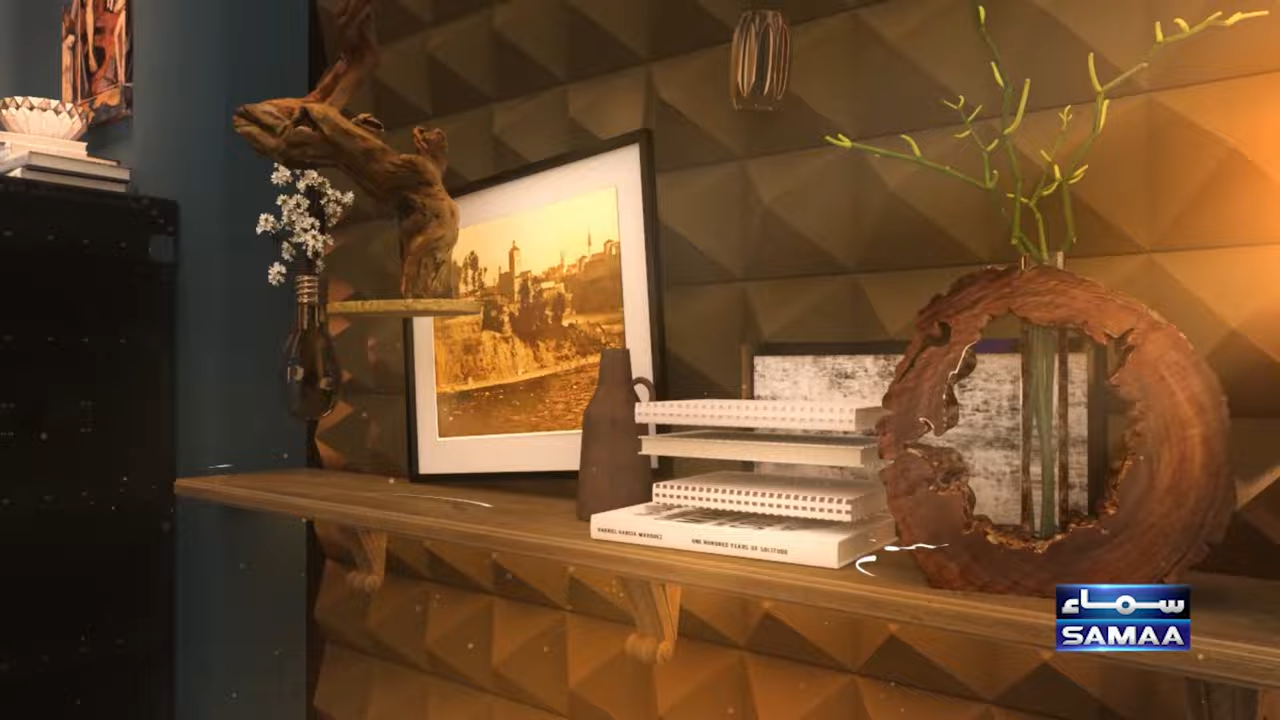 GABRIEL GARCIA MARQUEZ ONE HUNDRED YEARS OF SOLITUDE
سماء
SAMAA